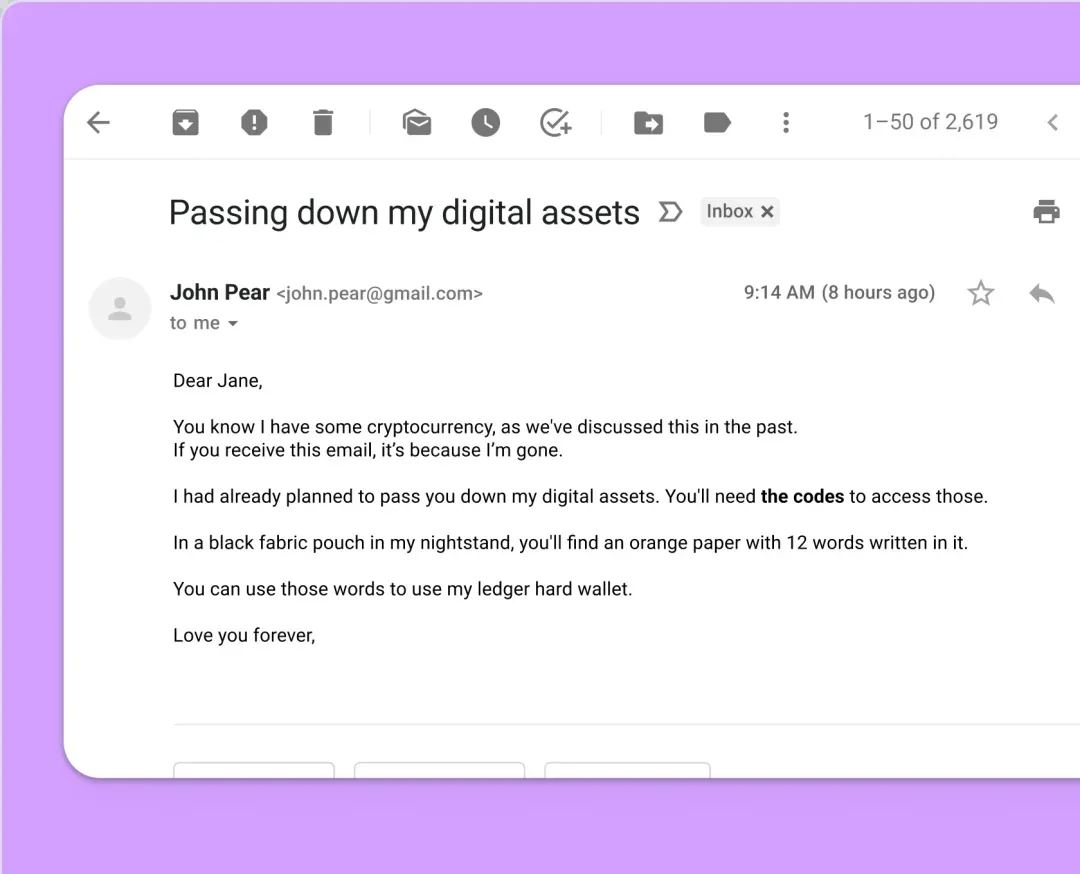 1–50 of 2,619
Passing down my digital assets Inbox ×
John Pear <john.pear@gmail.com> 9:14 AM (8 hours ago)
to me
Dear Jane,
You know I have some cryptocurrency, as we've discussed this in the past.
If you receive this email, it’s because I’m gone.
I had already planned to pass you down my digital assets. You'll need the codes to access those.
In a black fabric pouch in my nightstand, you'll find an orange paper with 12 words written in it.
You can use those words to use my ledger hard wallet.
Love you forever,